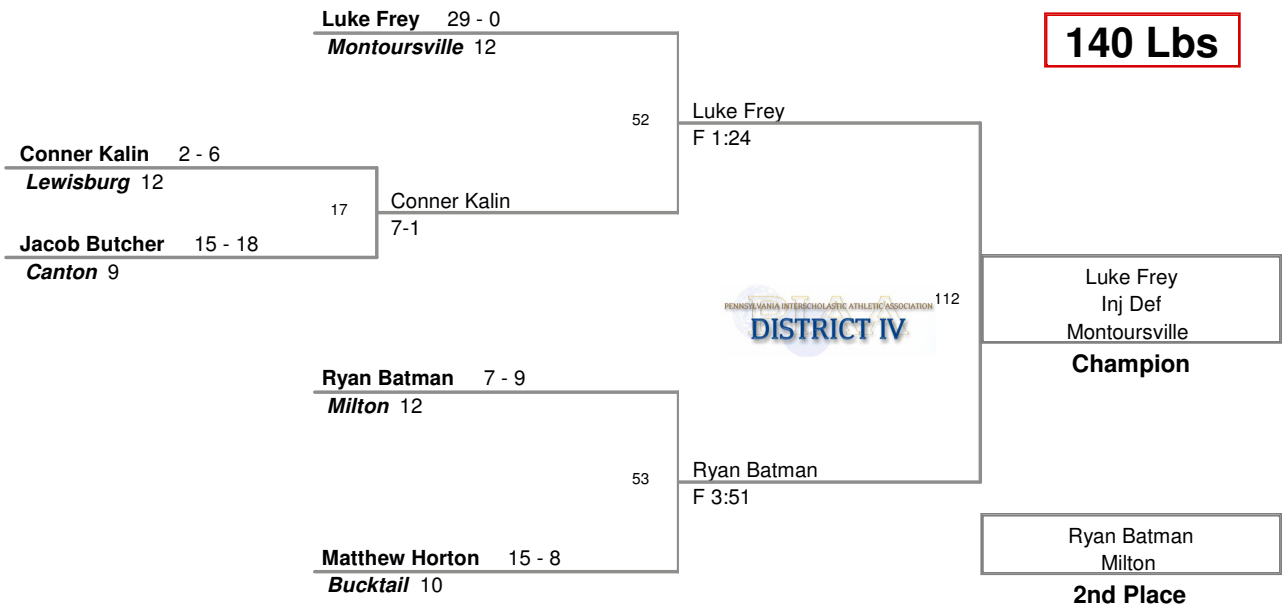 Luke Frey 29 - 0
Montoursville 12
140 Lbs
52
Luke Frey
F 1:24
Conner Kalin 2 - 6
Lewisburg 12
17
Conner Kalin
7-1
Jacob Butcher 15 - 18
Canton 9
PIAA
PENNSYLVANIA INTERSCHOLASTIC ATHLETIC ASSOCIATION
DISTRICT IV
112
Luke Frey
Inj Def
Montoursville
Champion
Ryan Batman 7 - 9
Milton 12
53
Ryan Batman
F 3:51
Matthew Horton 15 - 8
Bucktail 10
Ryan Batman
Milton
2nd Place